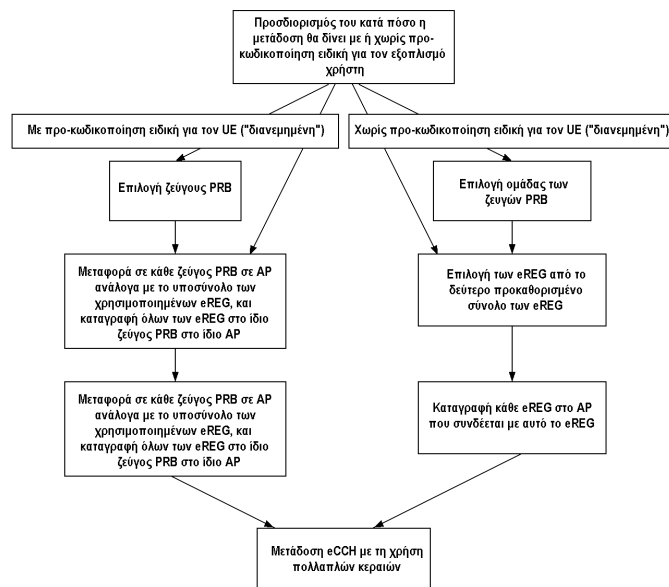 Προσδιορισμός του κατά πόσο η
μετάδοση θα δίνει με ή χωρίς προ-
κωδικοποίηση ειδική για τον εξοπλισμό
χρήστη
Με προ-κωδικοποίηση ειδική για τον UE ("διανεμημένη")
Χωρίς προ-κωδικοποίηση ειδική για τον UE ("διανεμημένη")
Επιλογή ζεύγους PRB
Επιλογή ομάδας των
ζευγών PRB
Μεταφορά σε κάθε ζεύγος PRB σε AP
ανάλογα με το υποσύνολο των
χρησιμοποιημένων eREG, και
καταγραφή όλων των eREG στο ίδιο
ζεύγος PRB στο ίδιο AP
Επιλογή των eREG από το
δεύτερο προκαθορισμένο
σύνολο των eREG
Μεταφορά σε κάθε ζεύγος PRB σε AP
ανάλογα με το υποσύνολο των
χρησιμοποιημένων eREG, και
καταγραφή όλων των eREG στο ίδιο
ζεύγος PRB στο ίδιο AP
Καταγραφή κάθε eREG στο AP
που συνδέεται με αυτό το eREG
Μετάδοση eCCH με τη χρήση
πολλαπλών κεραιών